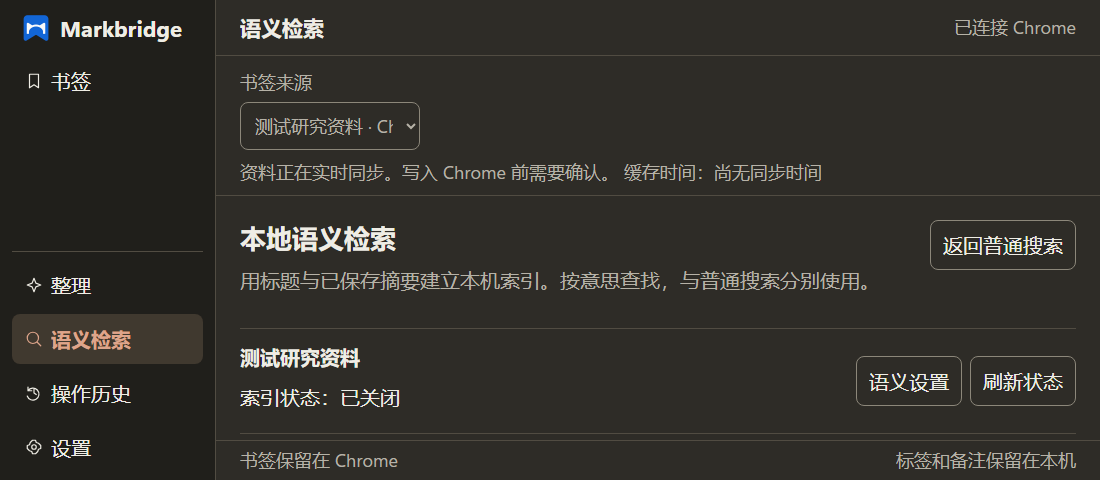 Markbridge
语义检索
已连接 Chrome
书签
书签来源
测试研究资料 · Ch
资料正在实时同步。写入 Chrome 前需要确认。 缓存时间：尚无同步时间
本地语义检索
返回普通搜索
用标题与已保存摘要建立本机索引。按意思查找，与普通搜索分别使用。
整理
语义检索
操作历史
设置
测试研究资料
索引状态：已关闭
语义设置
刷新状态
书签保留在 Chrome
标签和备注保留在本机